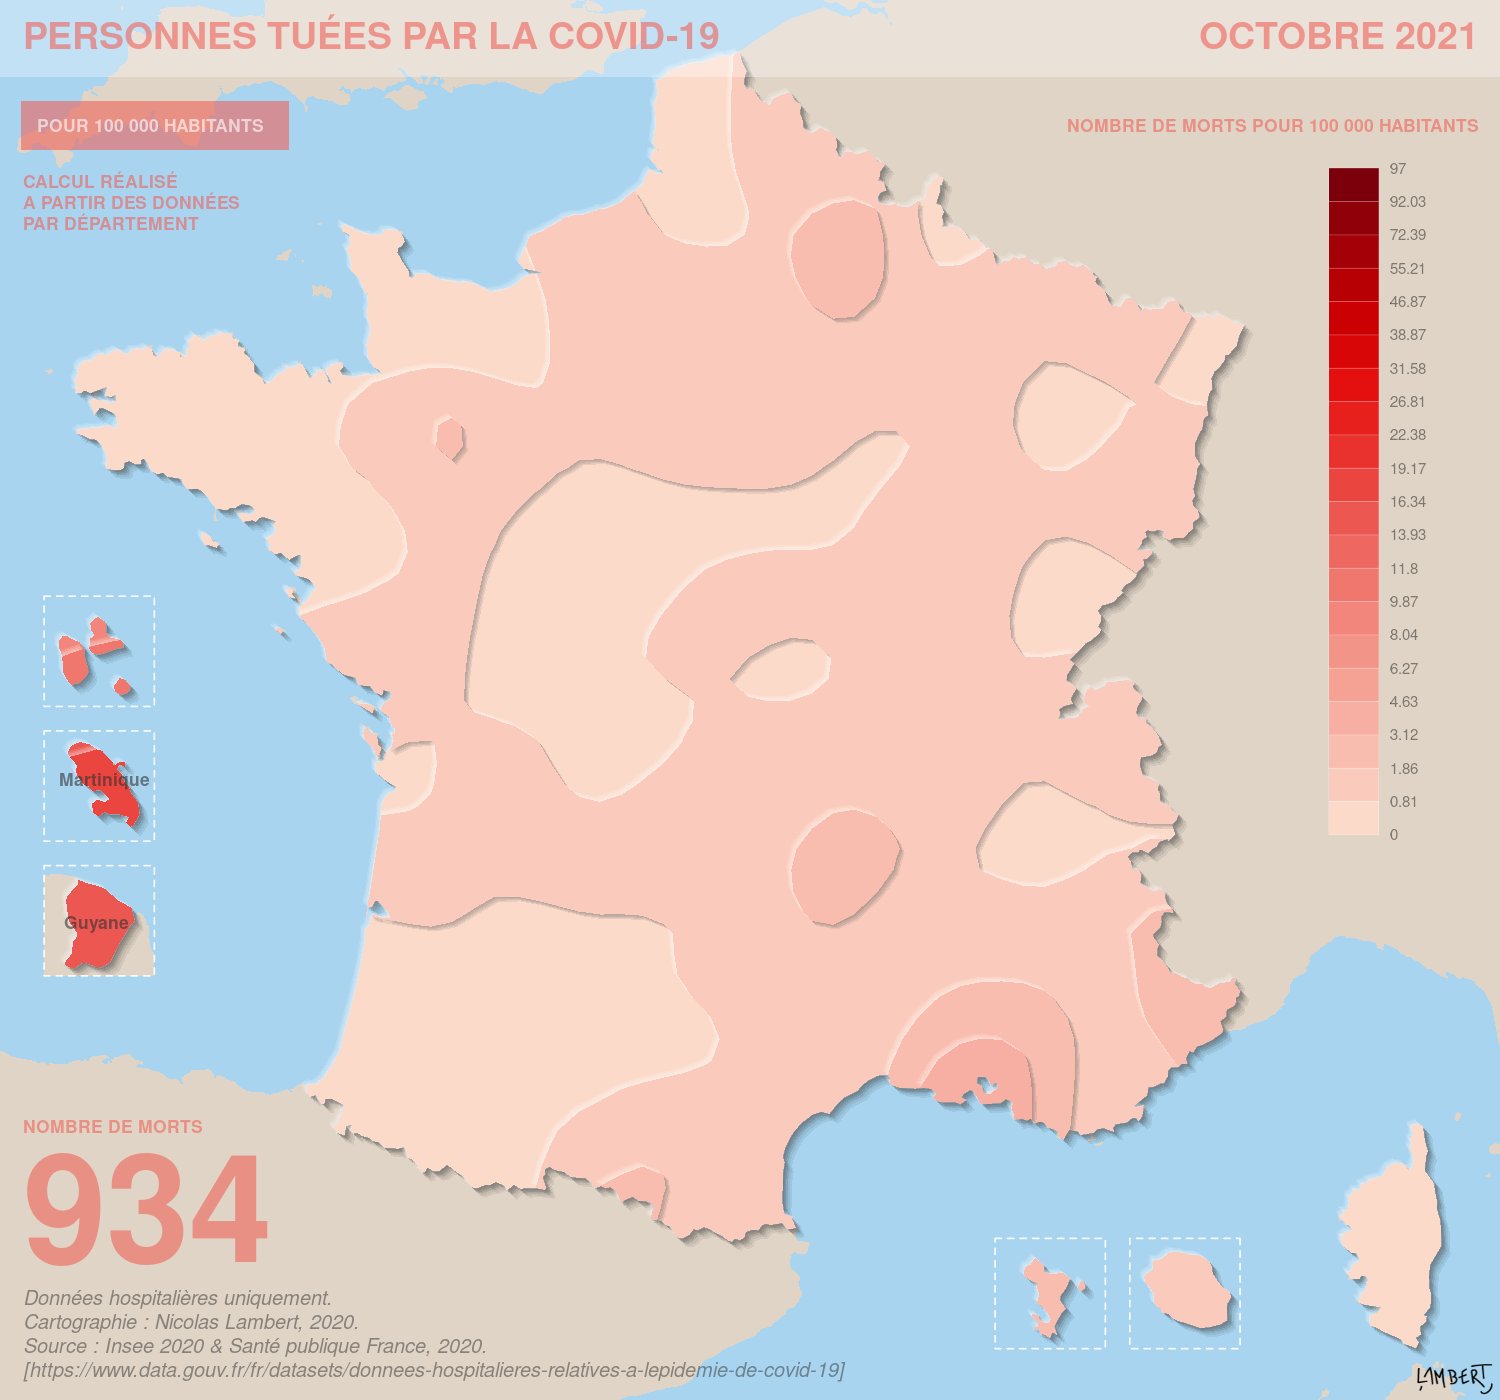 PERSONNES TUÉES PAR LA COVID-19
OCTOBRE 2021
POUR 100 000 HABITANTS
CALCUL RÉALISÉ
A PARTIR DES DONNÉES
PAR DÉPARTEMENT
NOMBRE DE MORTS POUR 100 000 HABITANTS
97
92.03
72.39
55.21
46.87
38.87
31.58
26.81
22.38
19.17
16.34
13.93
11.8
9.87
8.04
6.27
4.63
3.12
1.86
0.81
0
Martinique
Guyane
NOMBRE DE MORTS
934
Données hospitalières uniquement.
Cartographie : Nicolas Lambert, 2020.
Source : Insee 2020 & Santé publique France, 2020.
[https://www.data.gouv.fr/fr/datasets/donnees-hospitalieres-relatives-a-lepidemie-de-covid-19]
LAMBERT